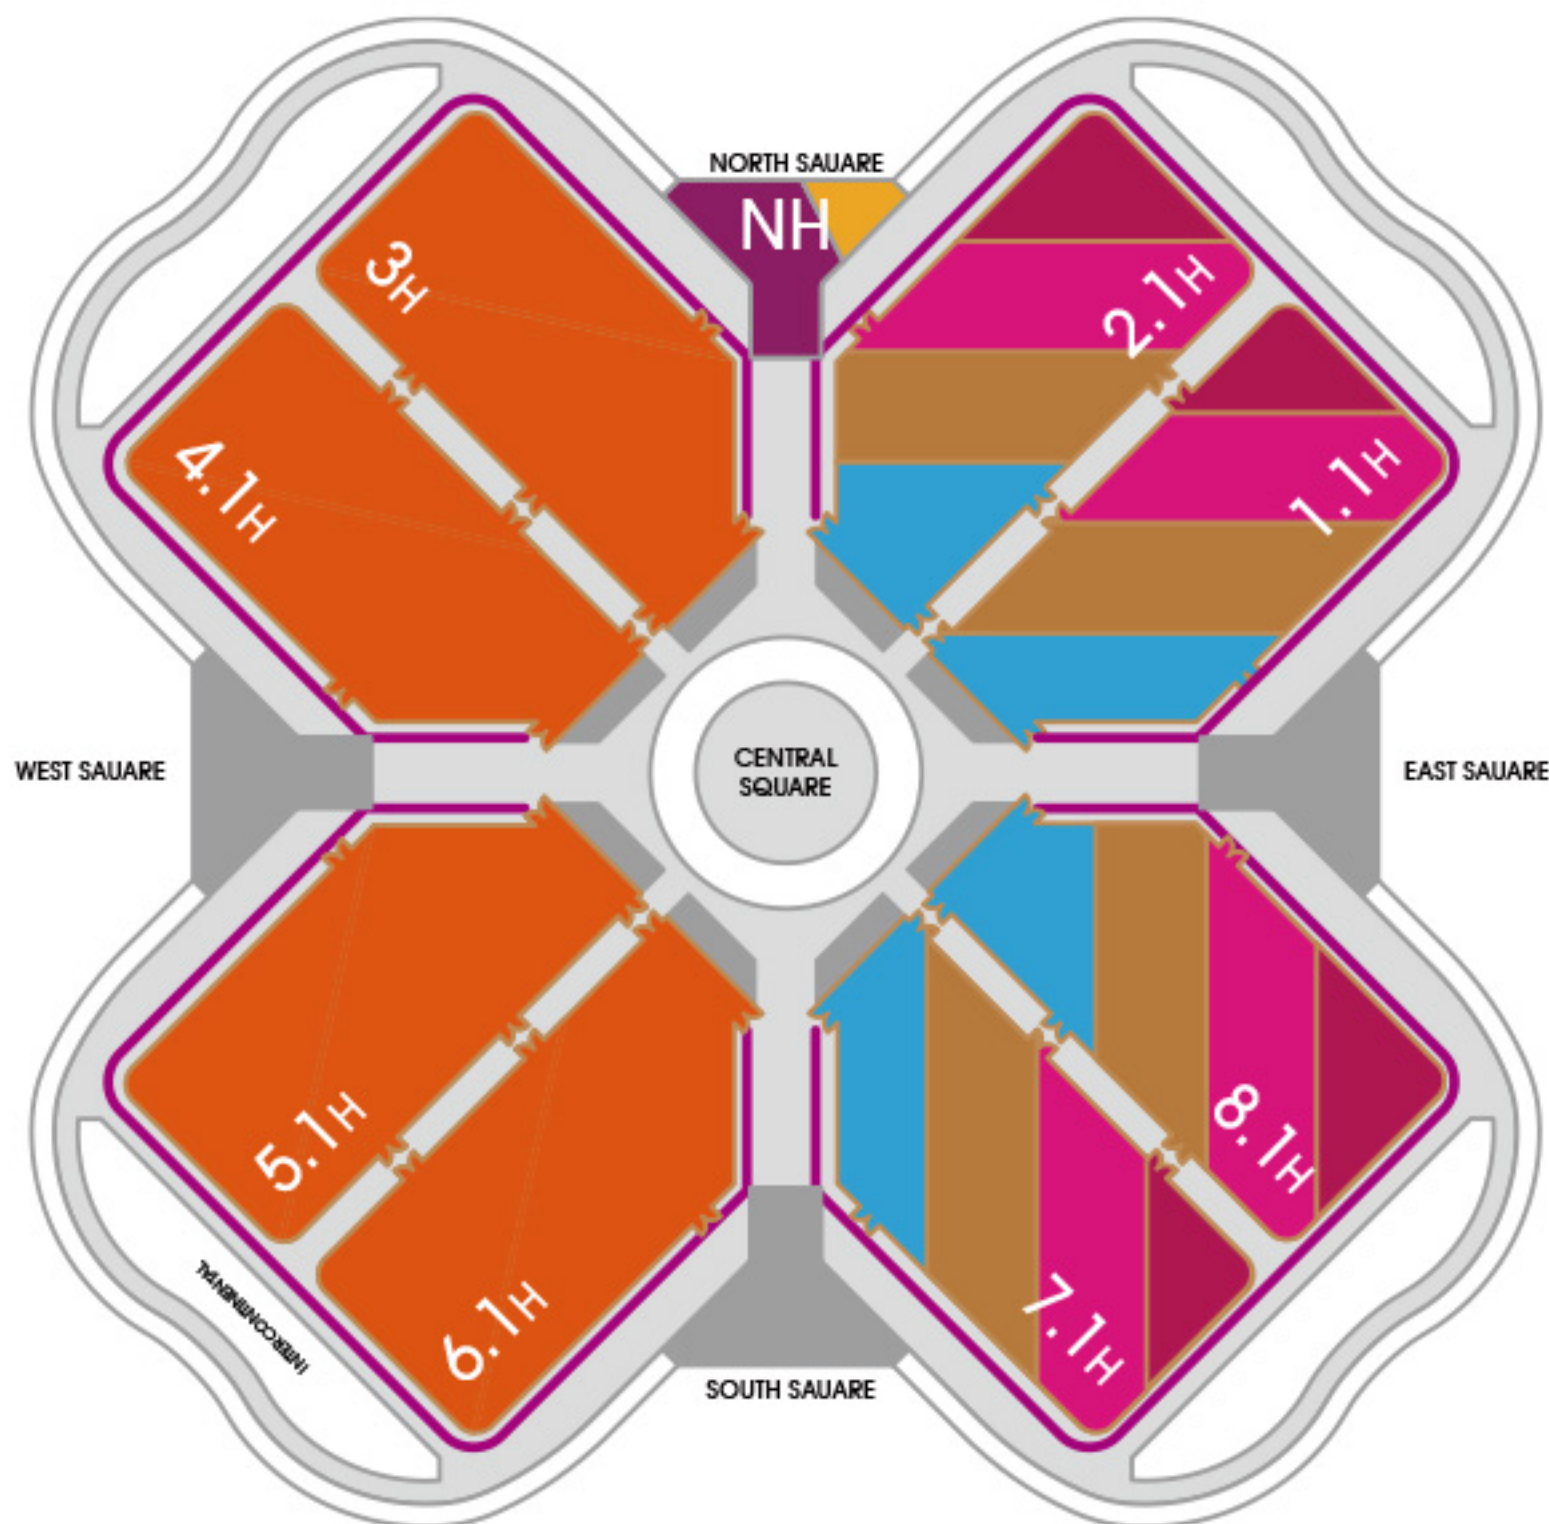 NORTH SAUARE
NH
3H
2.1H
4.1H
1.1H
WEST SAUARE
CENTRAL
SQUARE
EAST SAUARE
5.1H
8.1H
6.1H
7.1H
INTERCONTINENTAL
SOUTH SAUARE